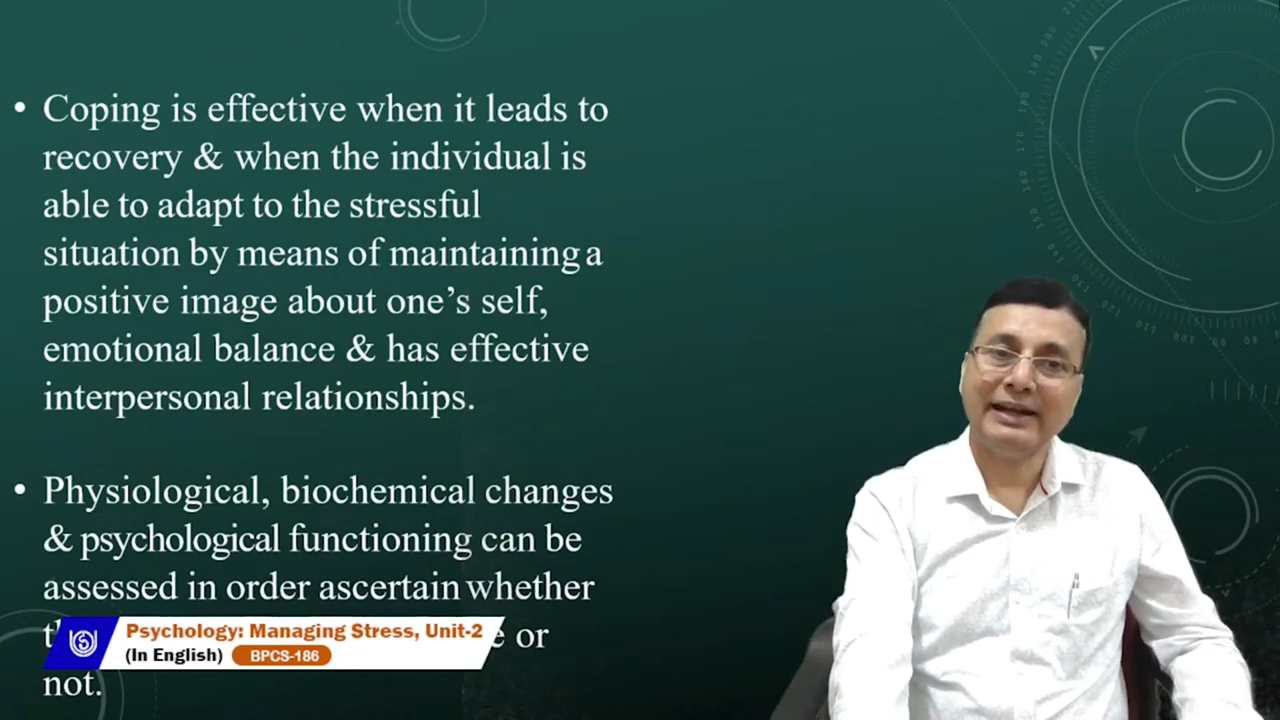 • Coping is effective when it leads to
recovery & when the individual is
able to adapt to the stressful
situation by means of maintaining a
positive image about one's self,
emotional balance & has effective
interpersonal relationships.
• Physiological, biochemical changes
& psychological functioning can be
assessed in order ascertain whether
or
not.
Psychology: Managing Stress, Unit-2
(In English) BPCS-186